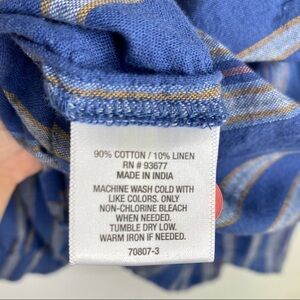 90% COTTON / 10% LINEN
RN # 93677
MADE IN INDIA
MACHINE WASH COLD WITH
LIKE COLORS. ONLY
NON-CHLORINE BLEACH
WHEN NEEDED.
TUMBLE DRY LOW.
WARM IRON IF NEEDED.
70807-3